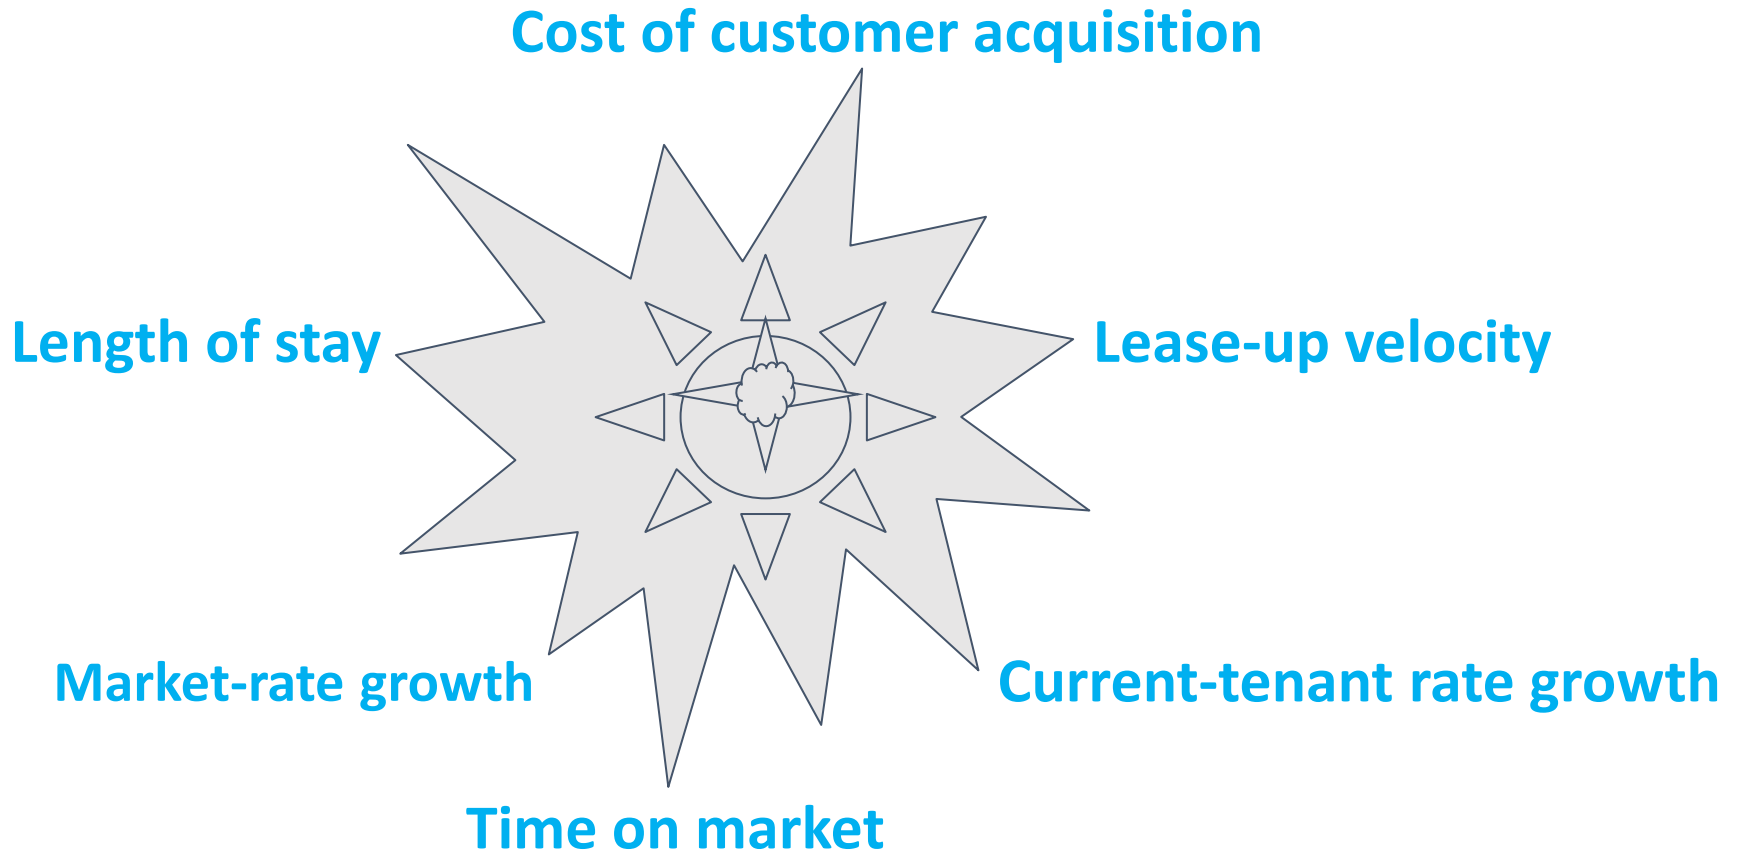 Cost of customer acquisition
Length of stay
Lease-up velocity
Market-rate growth
Current-tenant rate growth
Time on market